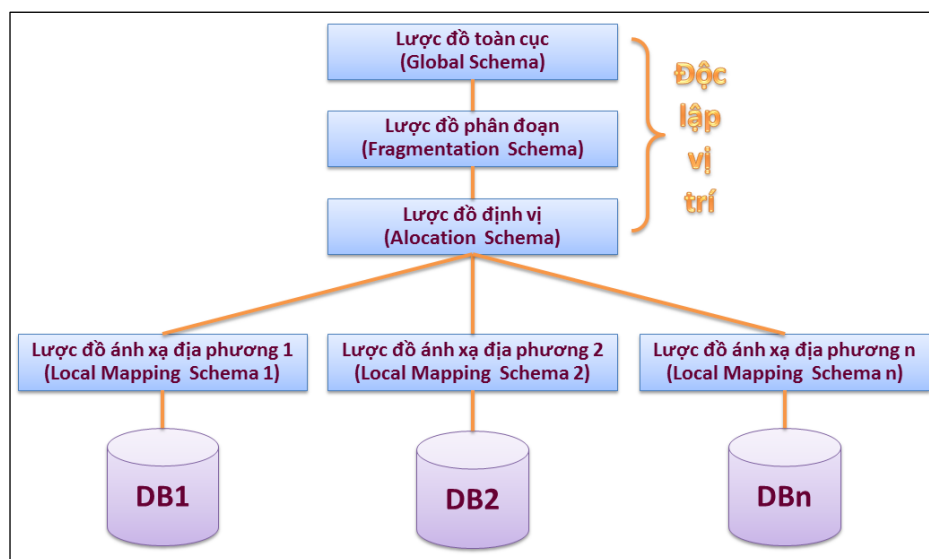 Lược đồ toàn cục
(Global Schema)
Lược đồ phân đoạn
(Fragmentation Schema)
Lược đồ định vị
(Alocation Schema)
Độc
lập
vị
trí
Lược đồ ánh xạ địa phương 1
(Local Mapping Schema 1)
Lược đồ ánh xạ địa phương 2
(Local Mapping Schema 2)
Lược đồ ánh xạ địa phương n
(Local Mapping Schema n)
DB1
DB2
DBn